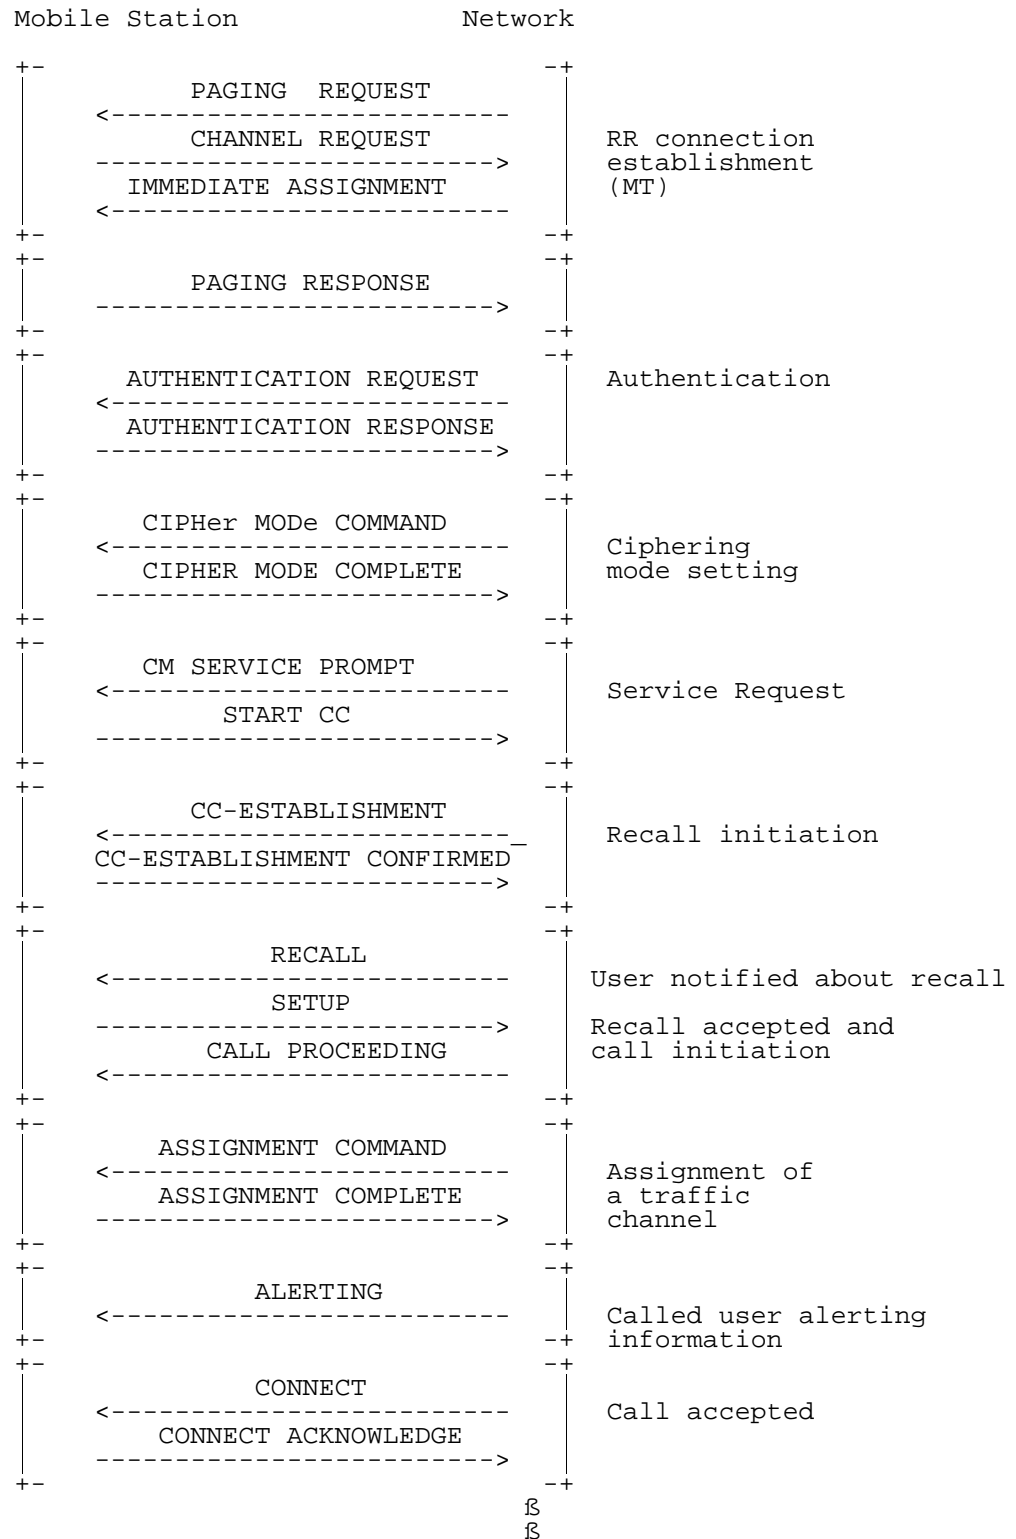 Mobile Station Network
+- -+
PAGING REQUEST
<-------------------------
CHANNEL REQUEST RR connection
-------------------------> establishment
IMMEDIATE ASSIGNMENT (MT)
<-------------------------
+- -+
+- -+
PAGING RESPONSE
------------------------->
+- -+
+- -+
AUTHENTICATION REQUEST Authentication
<-------------------------
AUTHENTICATION RESPONSE
------------------------->
+- -+
+- -+
CIPHer MODe COMMAND
<------------------------- Ciphering
CIPHER MODE COMPLETE mode setting
------------------------->
+- -+
+- -+
CM SERVICE PROMPT
<------------------------- Service Request
START CC
------------------------->
+- -+
+- -+
CC-ESTABLISHMENT
<-------------------------_ Recall initiation
CC-ESTABLISHMENT CONFIRMED
------------------------->
+- -+
+- -+
RECALL
<------------------------- User notified about recall
SETUP
-------------------------> Recall accepted and
CALL PROCEEDING call initiation
<-------------------------
+- -+
+- -+
ASSIGNMENT COMMAND
<------------------------- Assignment of
ASSIGNMENT COMPLETE a traffic
-------------------------> channel
+- -+
+- -+
ALERTING
<------------------------- Called user alerting
+- -+ information
+- -+
CONNECT
<------------------------- Call accepted
CONNECT ACKNOWLEDGE
------------------------->
+- -+
ß
ß